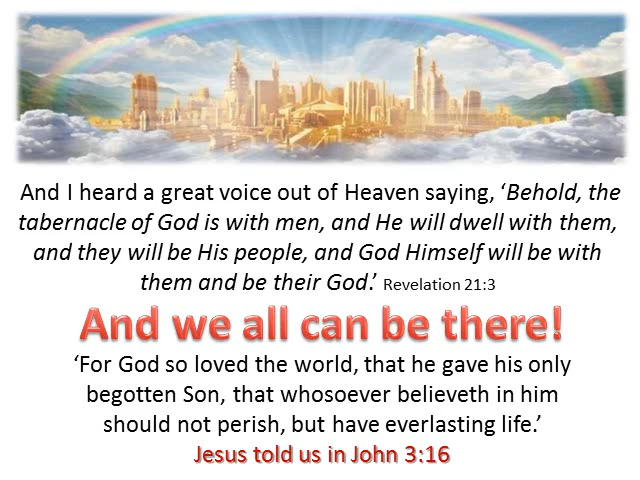 And I heard a great voice out of Heaven saying, ‘Behold, the
tabernacle of God is with men, and He will dwell with them,
and they will be His people, and God Himself will be with
them and be their God.’ Revelation 21:3
And we all can be there!
‘For God so loved the world, that he gave his only
begotten Son, that whosoever believeth in him
should not perish, but have everlasting life.’
Jesus told us in John 3:16